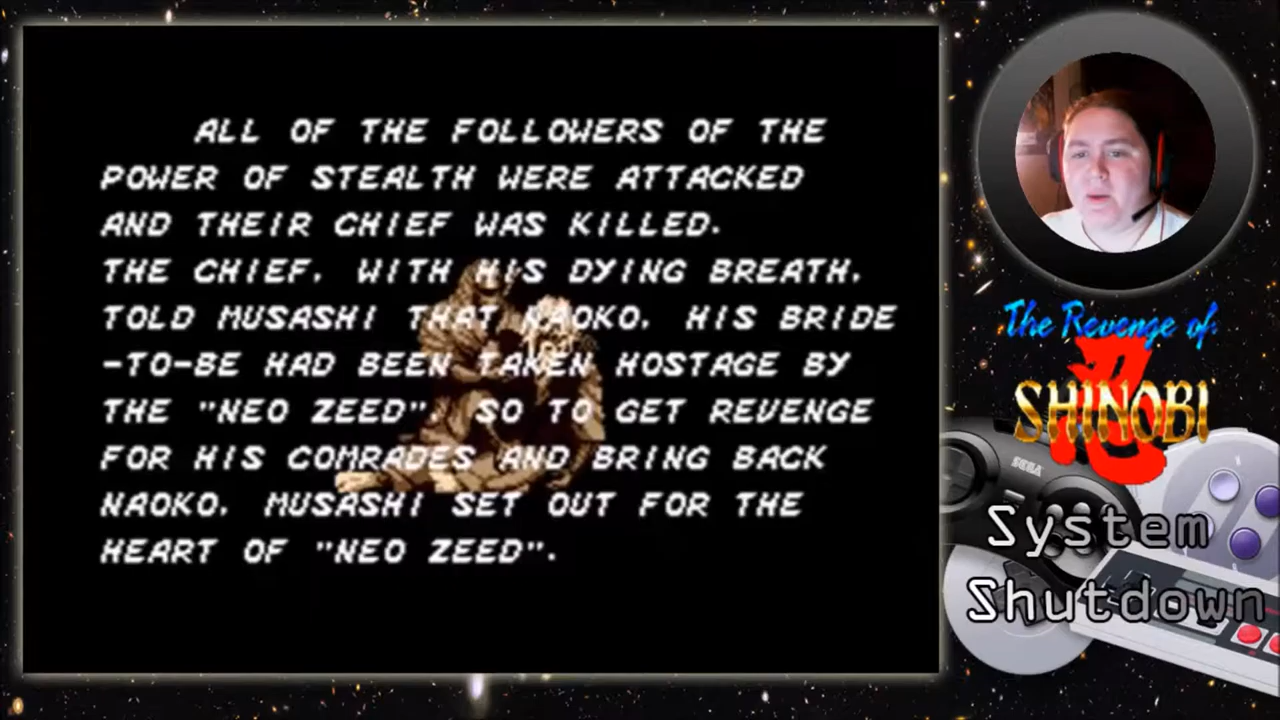 ALL OF THE FOLLOWERS OF THE
POWER OF STEALTH WERE ATTACKED
AND THEIR CHIEF WAS KILLED.
THE CHIEF, WITH HIS DYING BREATH,
TOLD MUSASHI THAT NAOKO, HIS BRIDE
-TO-BE HAD BEEN TAKEN HOSTAGE BY
THE "NEO ZEED". SO TO GET REVENGE
FOR HIS COMRADES AND BRING BACK
NAOKO, MUSASHI SET OUT FOR THE
HEART OF "NEO ZEED".
The Revenge of
忍
SHINOBI
SEGA
System
Shutdown